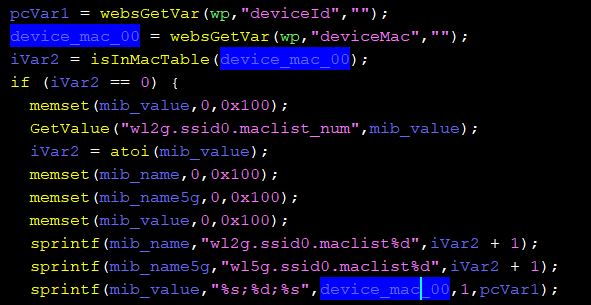 pcVar1 = websGetVar(wp,"deviceId","");
device_mac_00 = websGetVar(wp,"deviceMac","");
iVar2 = isInMacTable(device_mac_00);
if (iVar2 == 0) {
memset(mib_value,0,0x100);
GetValue("wl2g.ssid0.maclist_num",mib_value);
iVar2 = atoi(mib_value);
memset(mib_name,0,0x100);
memset(mib_name5g,0,0x100);
memset(mib_value,0,0x100);
sprintf(mib_name,"wl2g.ssid0.maclist%d",iVar2 + 1);
sprintf(mib_name5g,"wl5g.ssid0.maclist%d",iVar2 + 1);
sprintf(mib_value,"%s;%d;%s",device_mac_00,1,pcVar1);